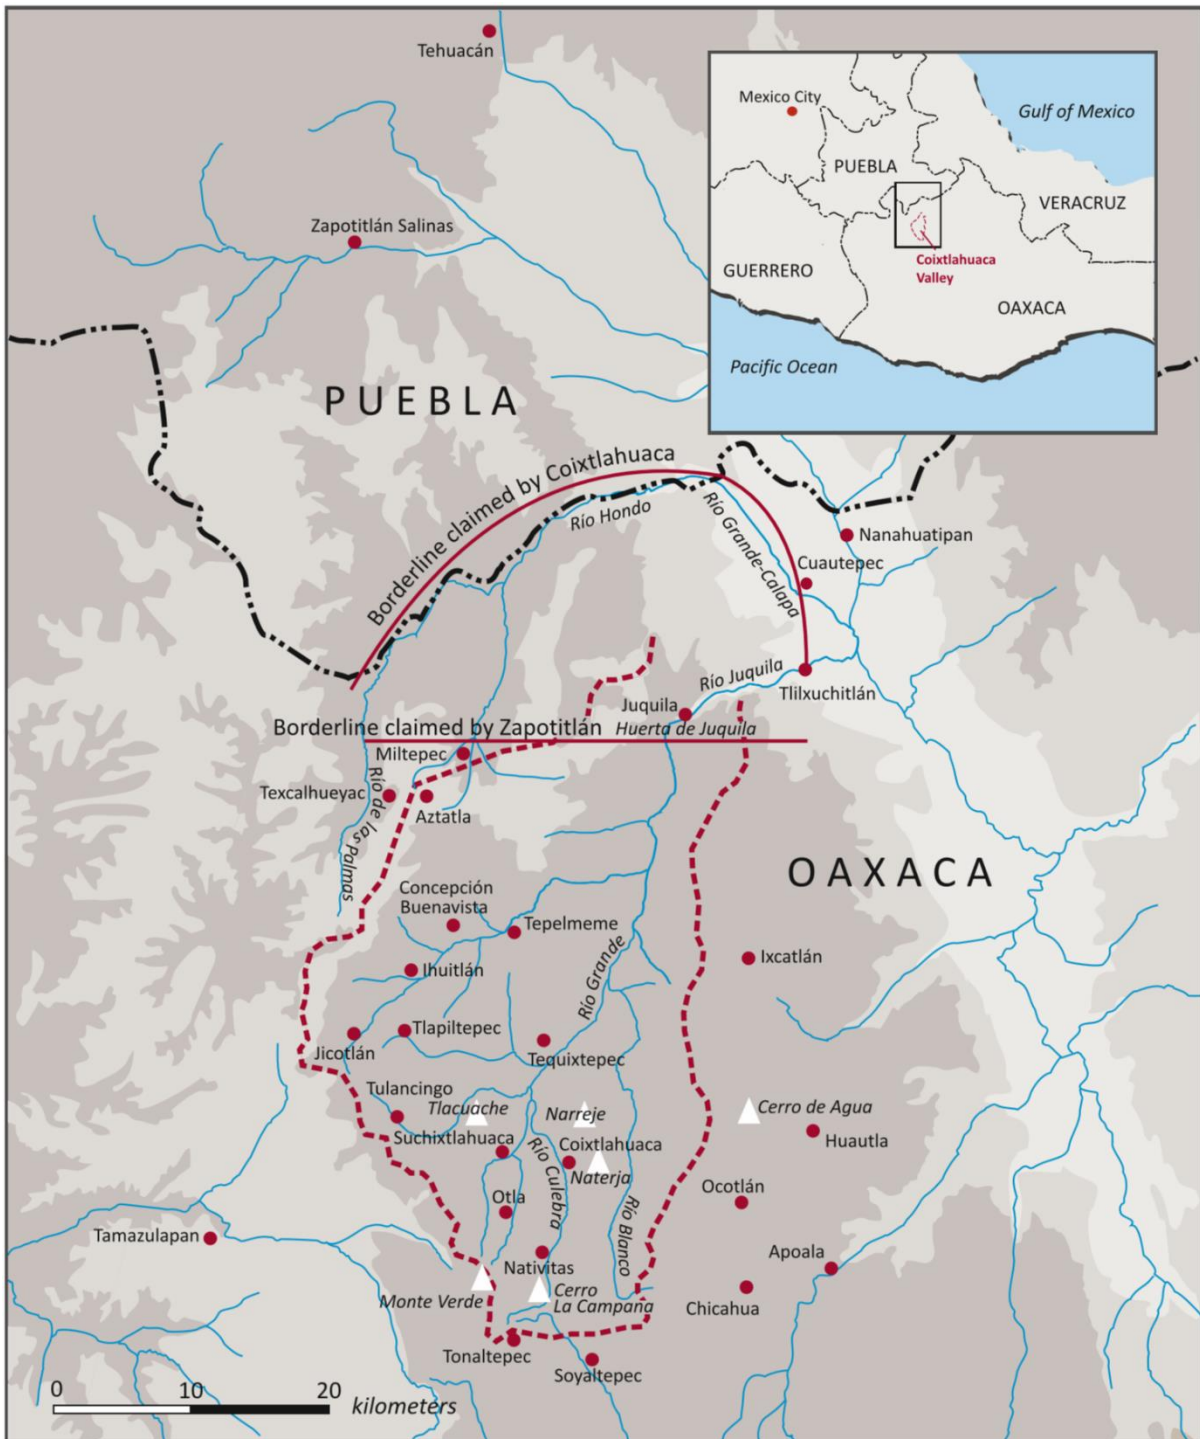 Tehuacán
Mexico City
Gulf of Mexico
PUEBLA
VERACRUZ
Coixtlahuaca
Valley
GUERRERO
OAXACA
Pacific Ocean
Zapotitlán Salinas
PUEBLA
Borderline claimed by Coixtlahuaca
Río Hondo
Río Grande-Calapa
Nanahuatipan
Cuautepec
Río Juquila
Tlilxuchitlán
Juquila
Huerta de Juquila
Borderline claimed by Zapotitlán
Miltepec
Texcalhueyac
Aztatla
Río de las Palmas
OAXACA
Concepción
Buenavista
Tepelmeme
Ihuitlán
Ixcatlán
Río Grande
Tlapiltepec
Jicotlán
Tequixtepec
Tulancingo
Tlacuache
Narreje
Cerro de Agua
Huautla
Suchixtlahuaca
Coixtlahuaca
Naterja
Río Culebra
Río Blanco
Otla
Ocotlán
Tamazulapan
Nativitas
Apoala
Monte Verde
Cerro
La Campana
Chicahua
Tonaltepec
Soyaltepec
0 10 20
kilometers